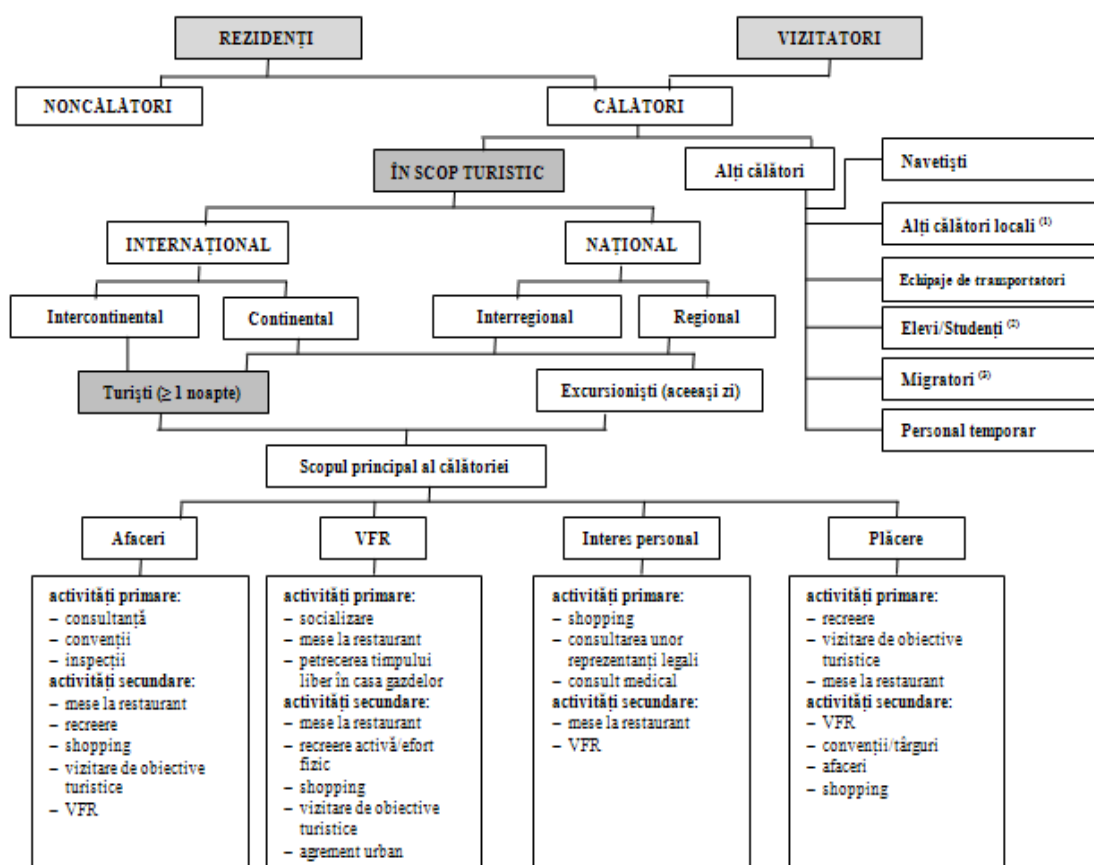 REZIDENȚI
VIZITATORI
NONCĂLĂTORI
CĂLĂTORI
ÎN SCOP TURISTIC
Alți călători
Navetiști
Alți călători locali (1)
Echipaje de transportatori
Elevi/Studenți (2)
Migratori (3)
Personal temporar
INTERNAȚIONAL
NAȚIONAL
Intercontinental
Continental
Interregional
Regional
Turiști (≥ 1 noapte)
Excursioniști (aceeași zi)
Scopul principal al călătoriei
Afaceri
VFR
Interes personal
Plăcere
activități primare:
– consultanță
– convenții
– inspecții
activități secundare:
– mese la restaurant
– recreere
– shopping
– vizitare de obiective
turistice
– VFR
activități primare:
– socializare
– mese la restaurant
– petrecerea timpului
liber în casa gazdelor
activități secundare:
– mese la restaurant
– recreere activă/efort
fizic
– shopping
– vizitare de obiective
turistice
– agrement urban
activități primare:
– shopping
– consultarea unor
reprezentanți legali
– consult medical
activități secundare:
– mese la restaurant
– VFR
activități primare:
– recreere
– vizitare de obiective
turistice
– mese la restaurant
activități secundare:
– VFR
– convenții/târguri
– afaceri
– shopping